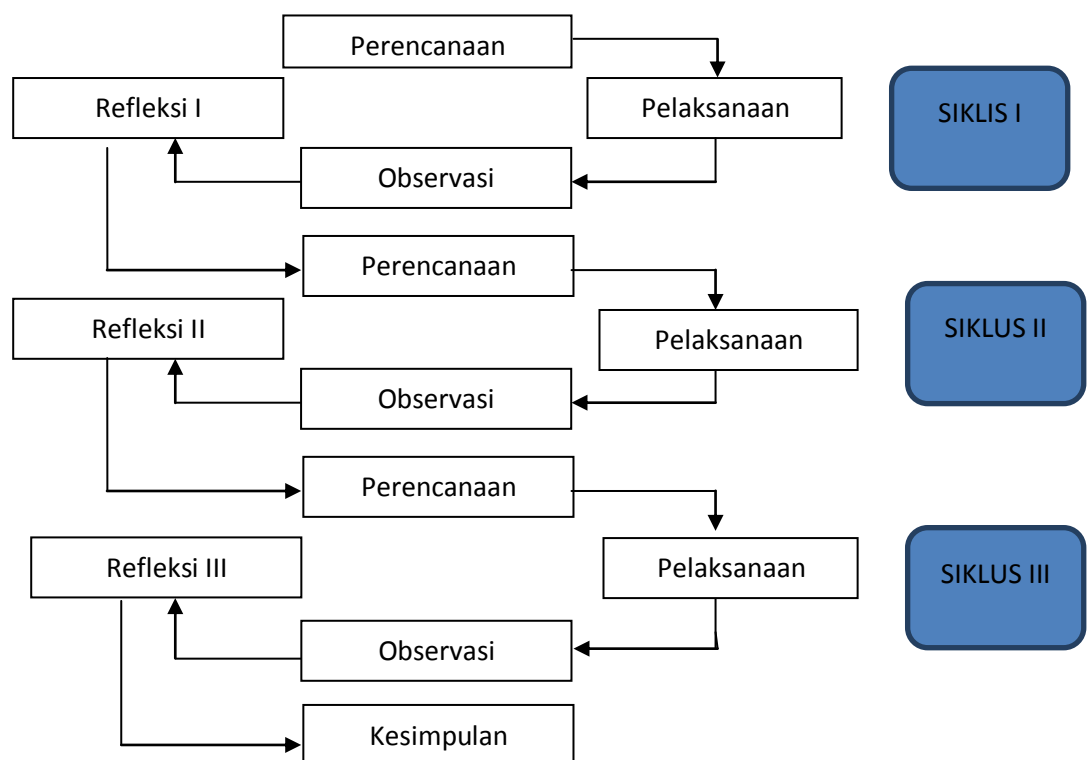 Perencanaan
Refleksi I
Pelaksanaan
SIKLIS I
Observasi
Perencanaan
Refleksi II
Pelaksanaan
SIKLUS II
Observasi
Perencanaan
Refleksi III
Pelaksanaan
SIKLUS III
Observasi
Kesimpulan